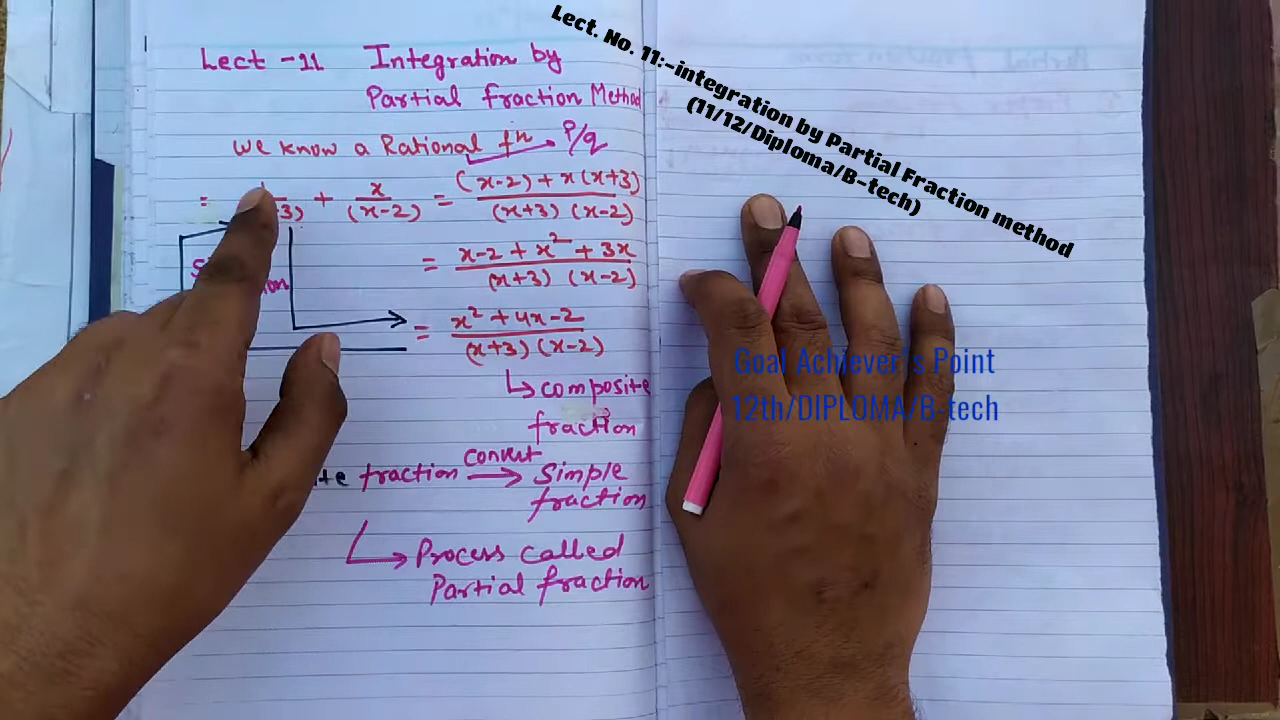 Lect. No. 11:-integration by Partial Fraction method
(11/12/Diploma/B-tech)
Lect -11 Integration by
Partial fraction Method
we know a Rational fn → P/q
= + x/(x-2) = (x-2) + x(x+3)/(x+3) (x-2)
= x-2 + x² + 3x/(x+3) (x-2)
= x² + 4x-2/(x+3) (x-2)
composite
fraction
fraction convert → simple
fraction
Process called
Partial fraction
Goal Achiever's Point
12th/DIPLOMA/B-tech